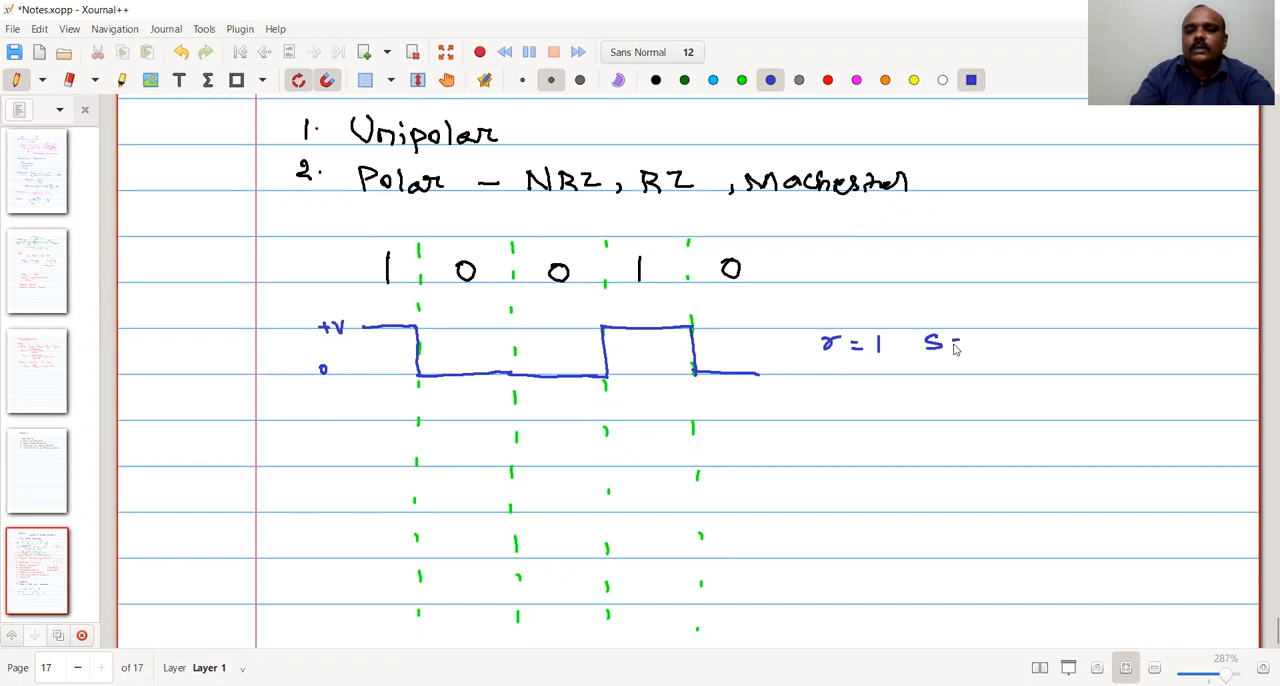 *Notes.xopp - Xournal++
File Edit View Navigation Journal Tools Plugin Help
Sans Normal 12
1. Unipolar
2. Polar - NRZ, RZ, Machester
1 0 0 1 0
+V
r = 1 S =
0
Page 17 of 17 Layer Layer 1 287%